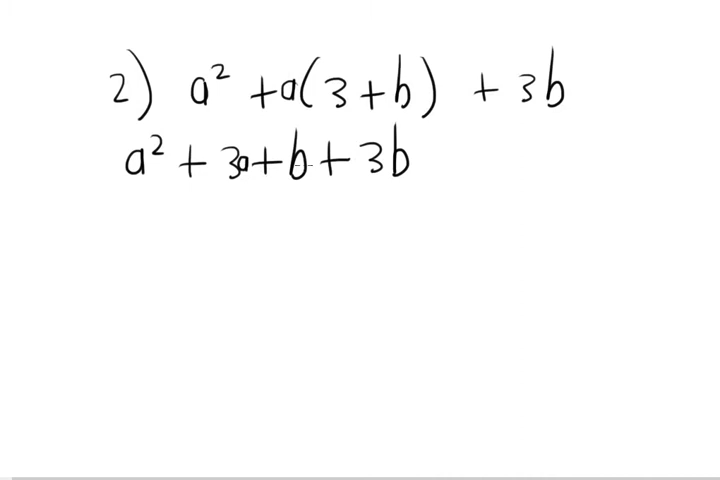 2) a² + a(3 + b) + 3b
a² + 3a + b + 3b